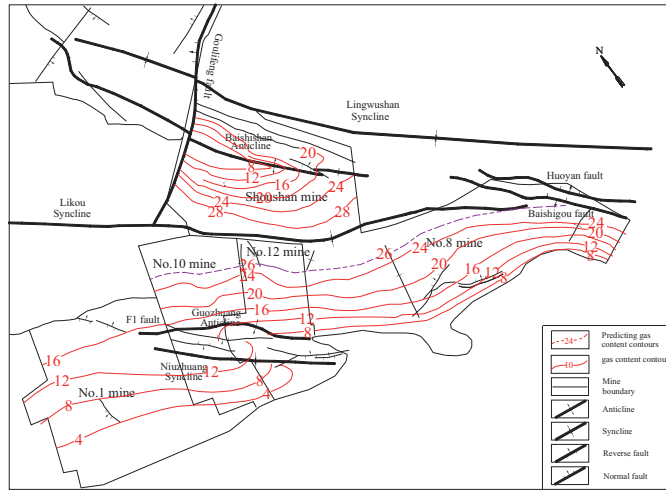 Goulifeng fault
N
Lingwushan
Syncline
Baishishan
Anticline
20
8
12
16
24
20
24
Shoushan mine
28
28
Huoyan fault
Likou
Syncline
Baishigou fault
24
20
12
8
No.10 mine
No.12 mine
No.8 mine
26
24
26
24
20
16
12
8
20
16
12
8
F1 fault
Guozhuang
Anticline
Niuzhuang
Syncline
16
12
8
4
12
8
4
No.1 mine
24
Predicting gas
content contours
10
gas content contou
Mine
boundary
Anticline
Syncline
Reverse fault
Normal fault